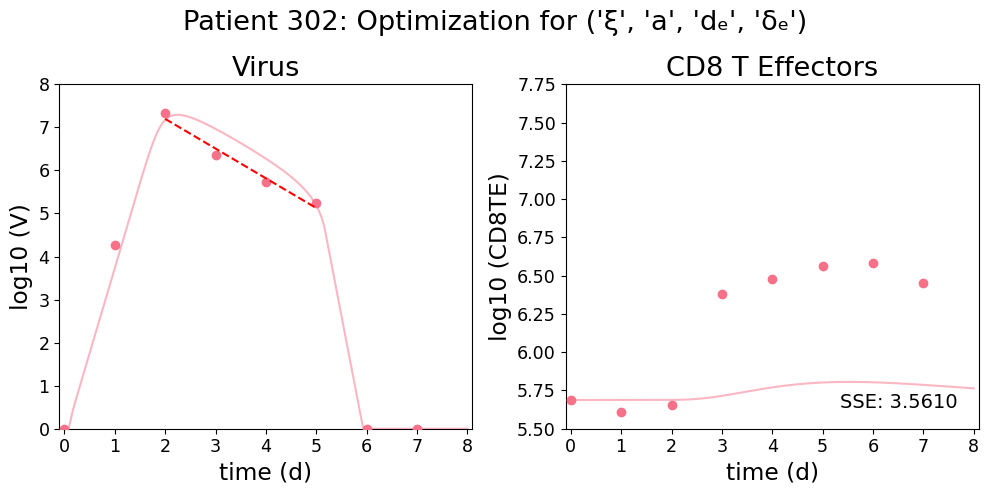 Patient 302: Optimization for ('ξ', 'a', 'dₑ', 'δₑ')
Virus
CD8 T Effectors
log10 (V)
8
7
6
5
4
3
2
1
0
0 1 2 3 4 5 6 7 8
time (d)
log10 (CD8TE)
7.75
7.50
7.25
7.00
6.75
6.50
6.25
6.00
5.75
5.50
SSE: 3.5610
0 1 2 3 4 5 6 7 8
time (d)